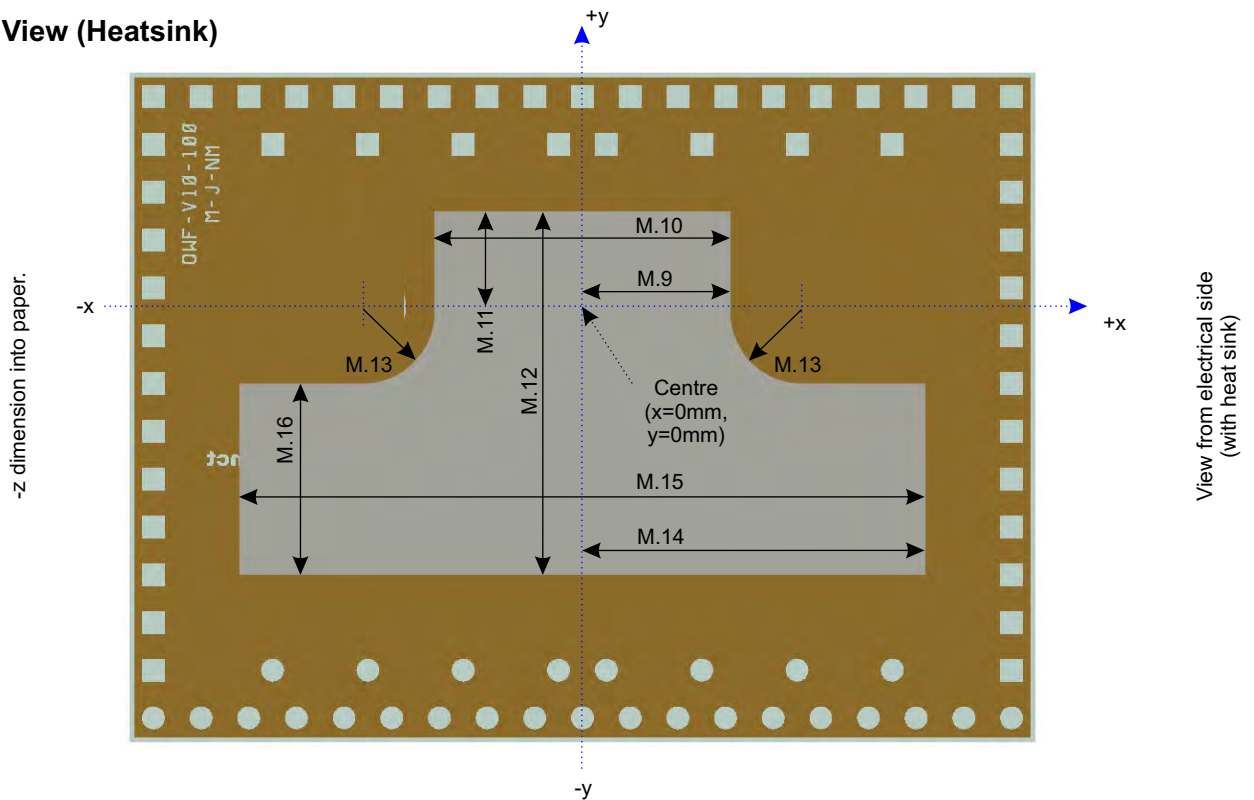 View (Heatsink)
+y
OWF-V10-100
M-J-NM
M.10
M.9
-x
+x
M.11
M.13
M.13
M.12
Centre
(x=0mm,
y=0mm)
M.16
M.15
M.14
-y
-z dimension into paper.
View from electrical side
(with heat sink)